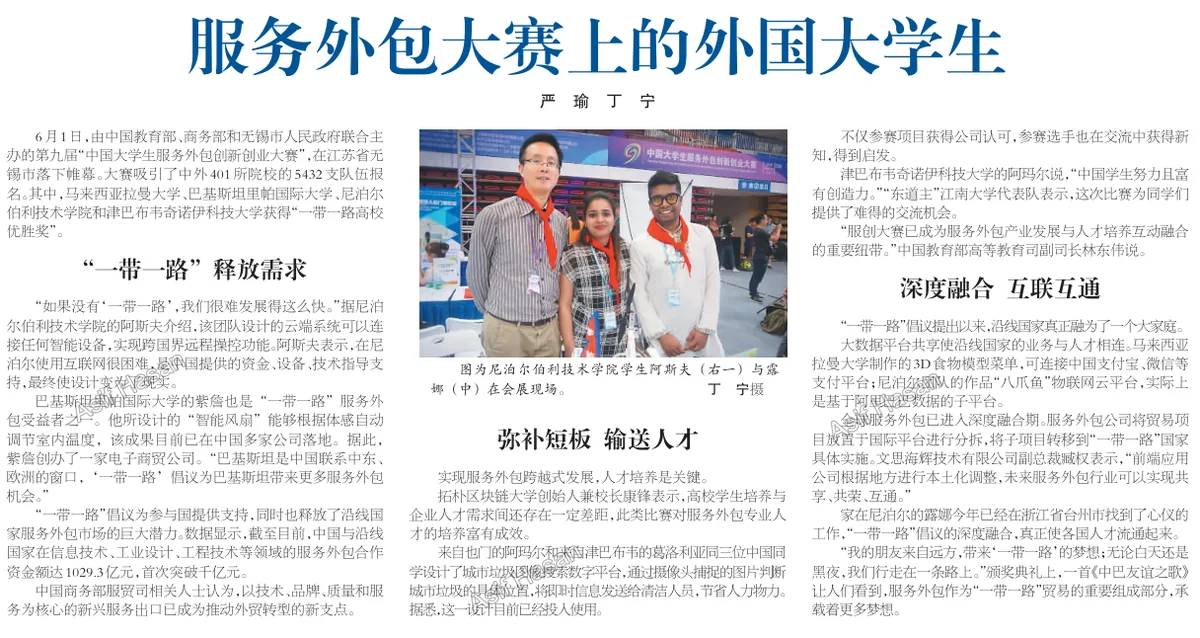 服务外包大赛上的外国大学生
严 瑜 丁 宁
6月1日,由中国教育部、商务部和无锡市人民政府联合主
办的第九届“中国大学生服务外包创新创业大赛”,在江苏省无
锡市落下帷幕。大赛吸引了中外401所院校的5432支队伍报
名。其中,马来西亚拉曼大学、巴基斯坦里帕国际大学、尼泊尔
伯利技术学院和津巴布韦奇诺伊科技大学获得“一带一路高校
优胜奖”。
“一带一路”释放需求
“如果没有‘一带一路’,我们很难发展得这么快。”据尼泊
尔伯利技术学院的阿斯夫介绍,该团队设计的云端系统可以连
接任何智能设备,实现跨国界远程操控功能。阿斯夫表示,在尼
泊尔使用互联网很困难,是中国提供的资金、设备、技术指导支
持,最终使设计变为了现实。
巴基斯坦里帕国际大学的紫詹也是“一带一路”服务外
包受益者之一。他所设计的“智能风扇”能够根据体感自动
调节室内温度,该成果目前已在中国多家公司落地。据此,
紫詹创办了一家电子商贸公司。“巴基斯坦是中国联系中东、
欧洲的窗口,‘一带一路’倡议为巴基斯坦带来更多服务外包
机会。”
“一带一路”倡议为参与国提供支持,同时也释放了沿线国
家服务外包市场的巨大潜力。数据显示,截至目前,中国与沿线
国家在信息技术、工业设计、工程技术等领域的服务外包合作
资金额达1029.3亿元,首次突破千亿元。
中国商务部服贸司相关人士认为,以技术、品牌、质量和服
务为核心的新兴服务出口已成为推动外贸转型的新支点。
中国大学生服务外包创新创业大赛
图为尼泊尔伯利技术学院学生阿斯夫(右一)与露
娜(中)在会展现场。 丁 宁摄
弥补短板 输送人才
实现服务外包跨越式发展,人才培养是关键。
拓朴区块链大学创始人兼校长康锋表示,高校学生培养与
企业人才需求间还存在一定差距,此类比赛对服务外包专业人
才的培养富有成效。
来自也门的阿玛尔和来自津巴布韦的葛洛利亚同三位中国同
学设计了城市垃圾图像搜索数字平台,通过摄像头捕捉的图片判断
城市垃圾的具体位置,将即时信息发送给清洁人员,节省人力物力。
据悉,这一设计目前已经投入使用。
不仅参赛项目获得公司认可,参赛选手也在交流中获得新
知,得到启发。
津巴布韦奇诺伊科技大学的阿玛尔说,“中国学生努力且富
有创造力。”“东道主”江南大学代表队表示,这次比赛为同学们
提供了难得的交流机会。
“服创大赛已成为服务外包产业发展与人才培养互动融合
的重要纽带。”中国教育部高等教育司副司长林东伟说。
深度融合 互联互通
“一带一路”倡议提出以来,沿线国家真正融为了一个大家庭。
大数据平台共享使沿线国家的业务与人才相连。马来西亚
拉曼大学制作的3D食物模型菜单,可连接中国支付宝、微信等
支付平台;尼泊尔团队的作品“八爪鱼”物联网云平台,实际上
是基于阿里巴巴数据的子平台。
服务外包已进入深度融合期。服务外包公司将贸易项
目放置于国际平台进行分拆,将子项目转移到“一带一路”国家
具体实施。文思海辉技术有限公司副总裁臧权表示,“前端应用
公司根据地方进行本土化调整,未来服务外包行业可以实现共
享、共荣、互通。”
家在尼泊尔的露娜今年已经在浙江省台州市找到了心仪的
工作,“一带一路”倡议的深度融合,真正使各国人才流通起来。
“我的朋友来自远方,带来‘一带一路’的梦想;无论白天还是
黑夜,我们行走在一条路上。”颁奖典礼上,一首《中巴友谊之歌》
让人们看到,服务外包作为“一带一路”贸易的重要组成部分,承
载着更多梦想。